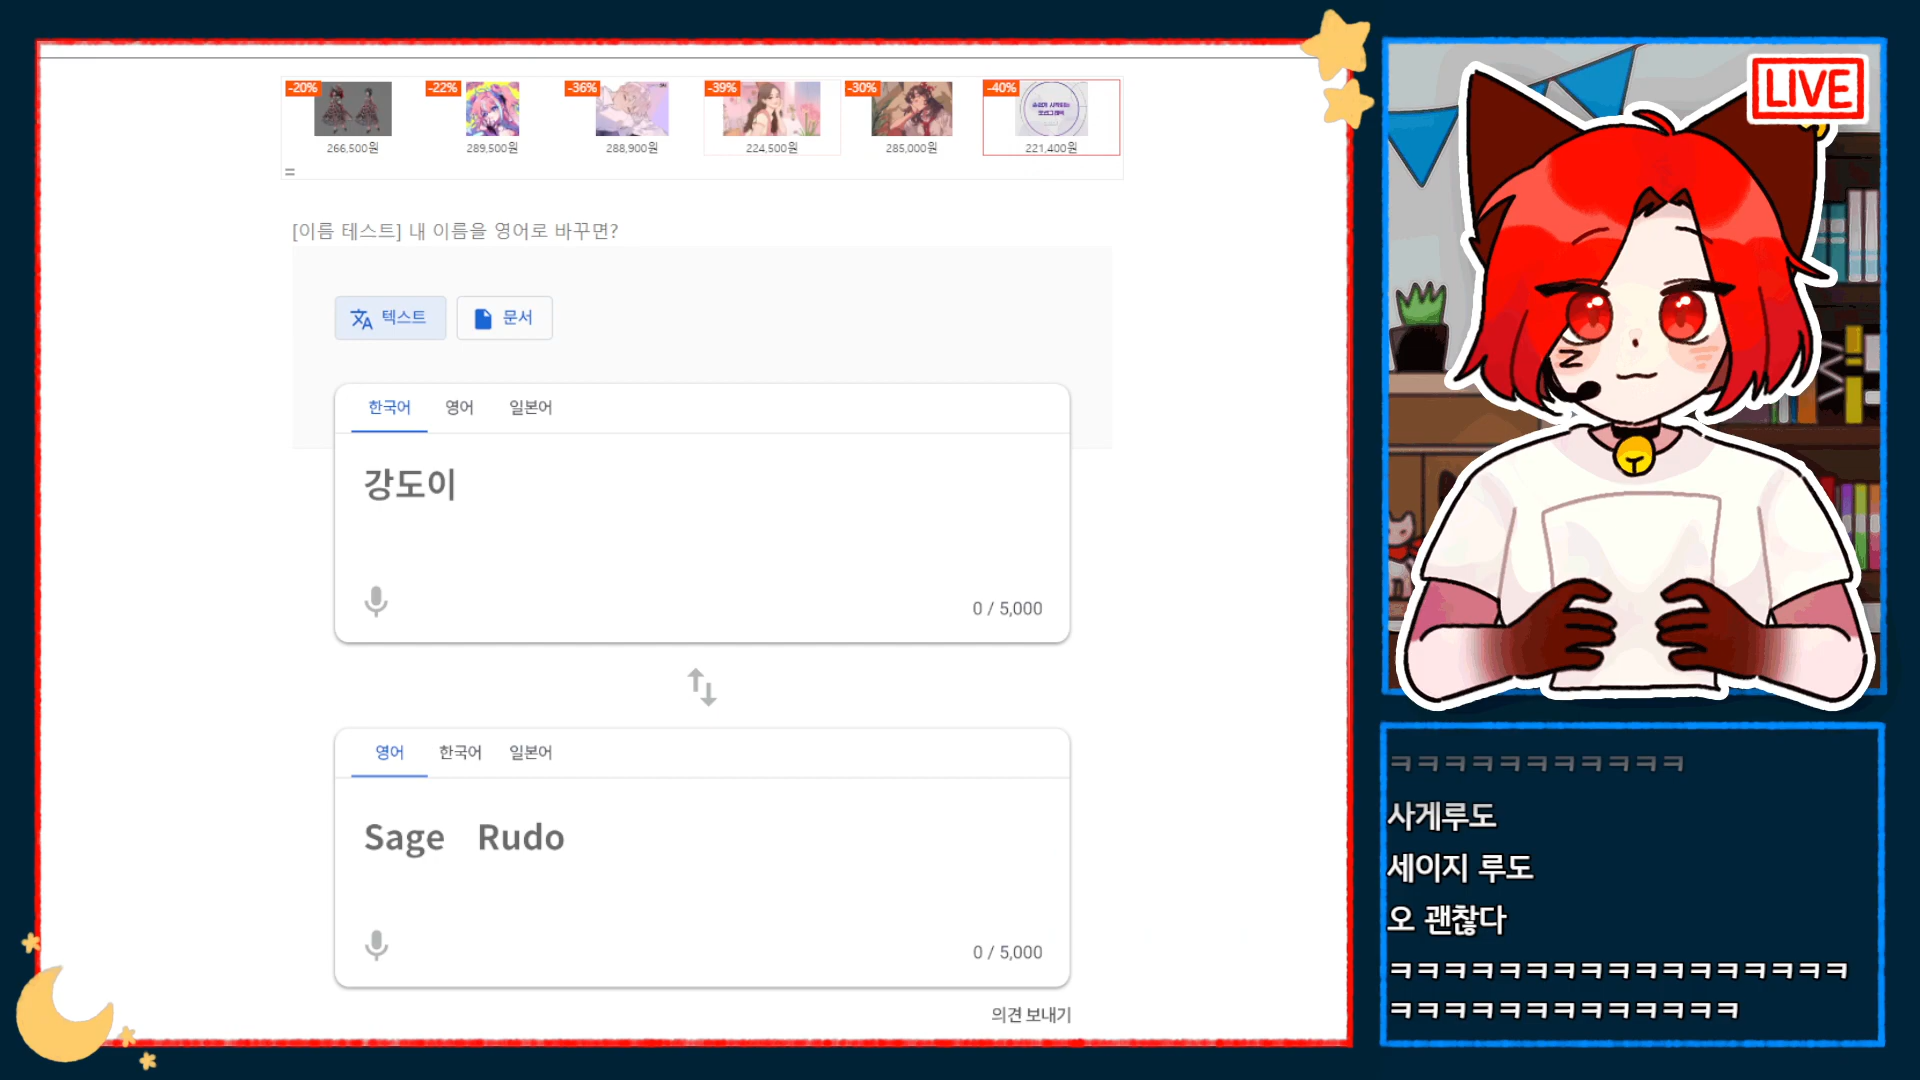 -20%
-22%
-36%
-39%
-30%
-40%
266,500원
289,500원
288,900원
224,500원
285,000원
221,400원
LIVE
[이름 테스트] 내 이름을 영어로 바꾸면?
텍스트
문서
한국어 영어 일본어
강도이
0 / 5,000
영어 한국어 일본어
Sage Rudo
0 / 5,000
의견 보내기
ㅋㅋㅋㅋㅋㅋㅋㅋㅋㅋㅋ
사게루도
세이지 루도
오 괜찮다
ㅋㅋㅋㅋㅋㅋㅋㅋㅋㅋㅋㅋㅋㅋㅋㅋㅋ
ㅋㅋㅋㅋㅋㅋㅋㅋㅋㅋㅋㅋㅋ